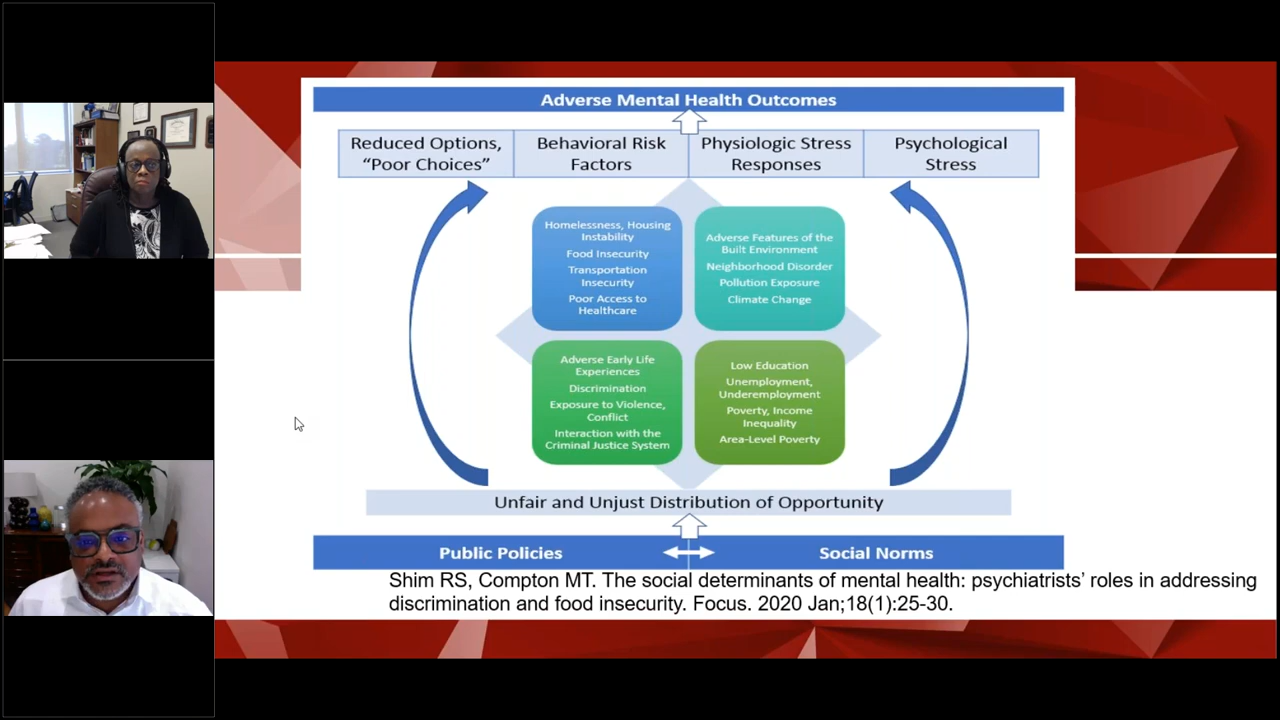 Adverse Mental Health Outcomes
Reduced Options,
“Poor Choices”
Behavioral Risk
Factors
Physiologic Stress
Responses
Psychological
Stress
Homelessness, Housing
Instability
Food Insecurity
Transportation
Insecurity
Poor Access to
Healthcare
Adverse Features of the
Built Environment
Neighborhood Disorder
Pollution Exposure
Climate Change
Adverse Early Life
Experiences
Discrimination
Exposure to Violence,
Conflict
Interaction with the
Criminal Justice System
Low Education
Unemployment,
Underemployment
Poverty, Income
Inequality
Area-Level Poverty
Unfair and Unjust Distribution of Opportunity
Public Policies
Social Norms
Shim RS, Compton MT. The social determinants of mental health: psychiatrists’ roles in addressing
discrimination and food insecurity. Focus. 2020 Jan;18(1):25-30.